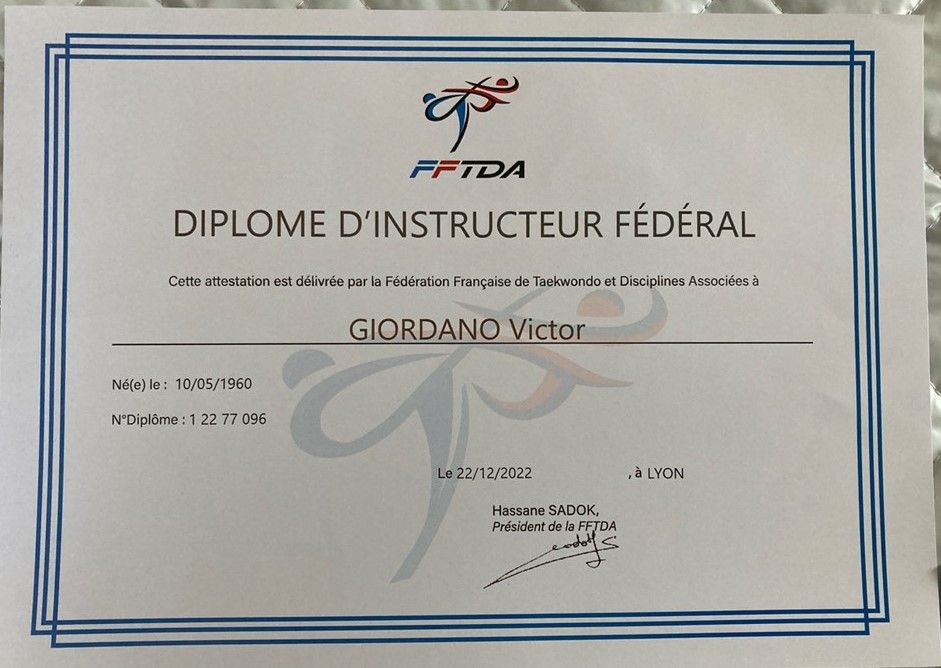 FFTDA
DIPLOME D'INSTRUCTEUR FÉDÉRAL
Cette attestation est délivrée par la Fédération Française de Taekwondo et Disciplines Associées à
GIORDANO Victor
Né(e) le : 10/05/1960
N°Diplôme : 1 22 77 096
Le 22/12/2022 , à LYON
Hassane SADOK,
Président de la FFTDA